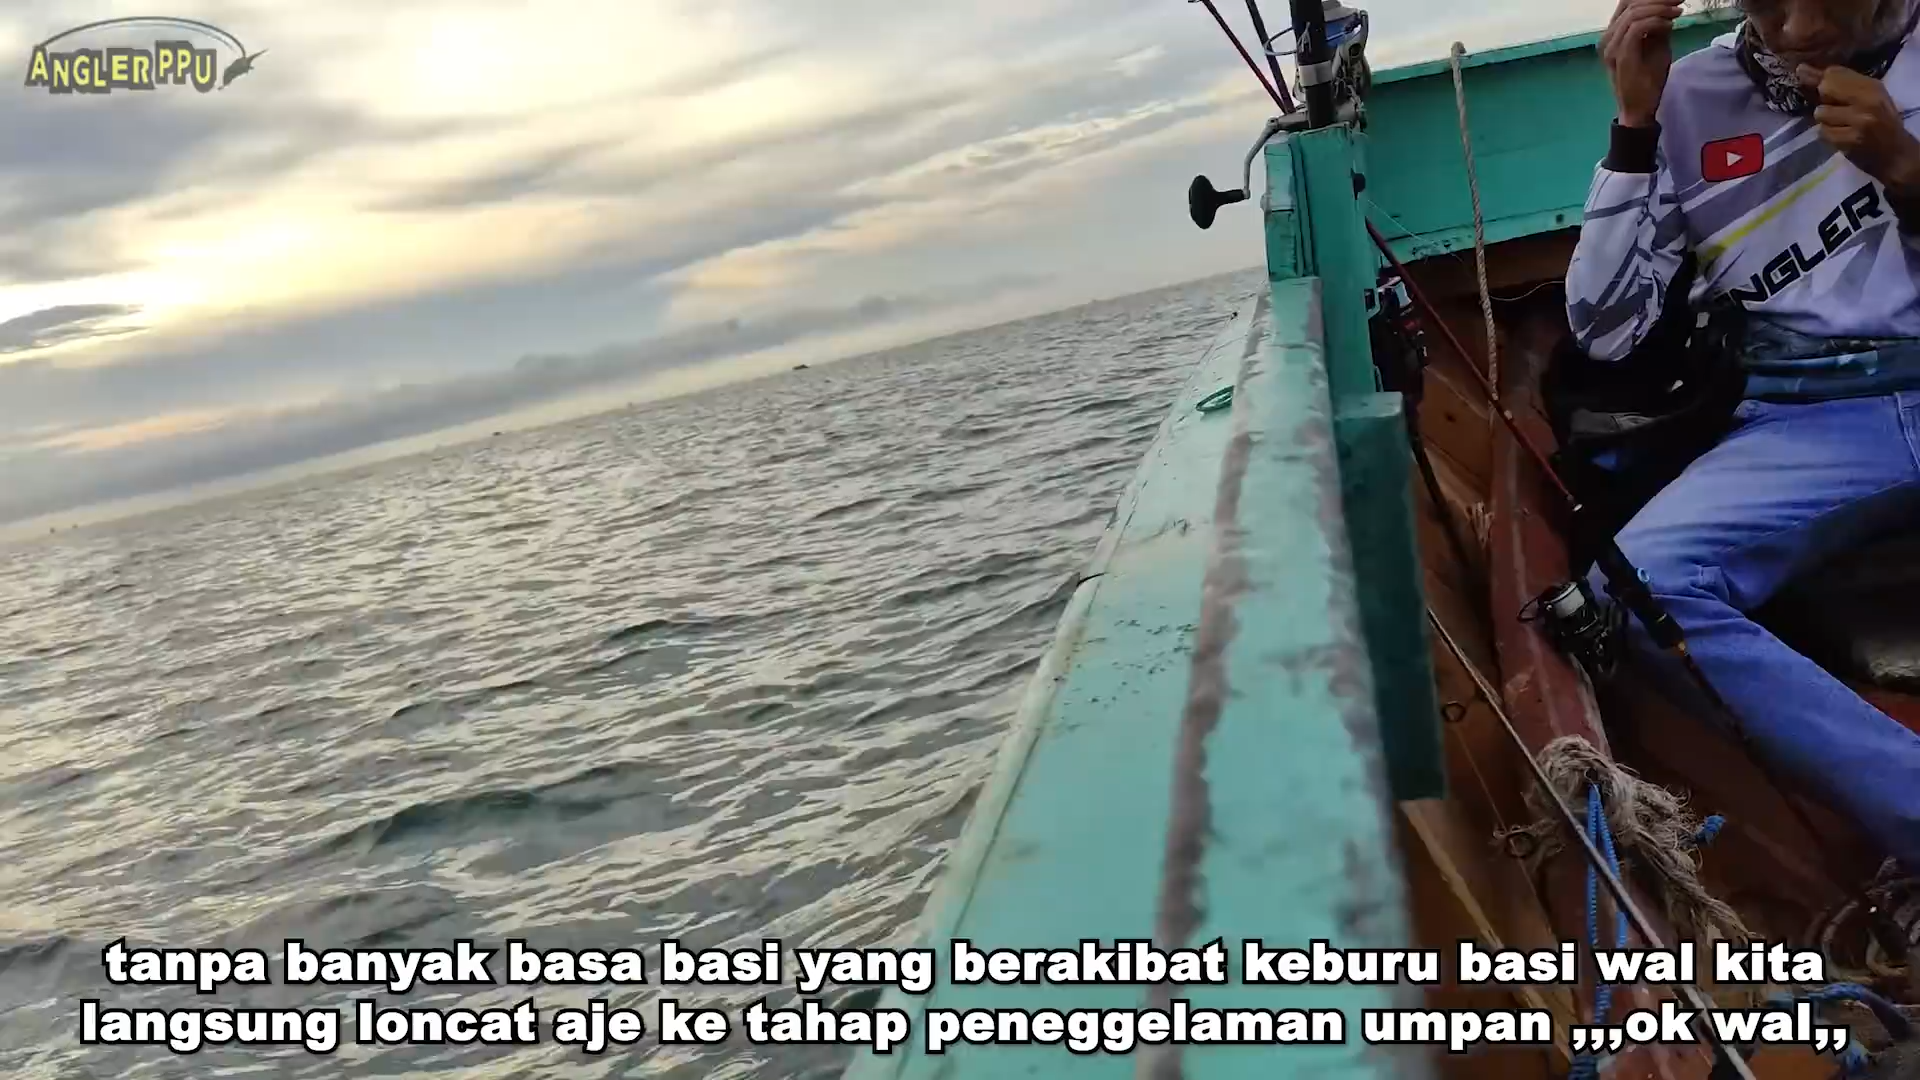 ANGLER PPU
NGLER
tanpa banyak basa basi yang berakibat keburu basi wal kita
langsung loncat aje ke tahap peneggelaman umpan ,,,ok wal,,